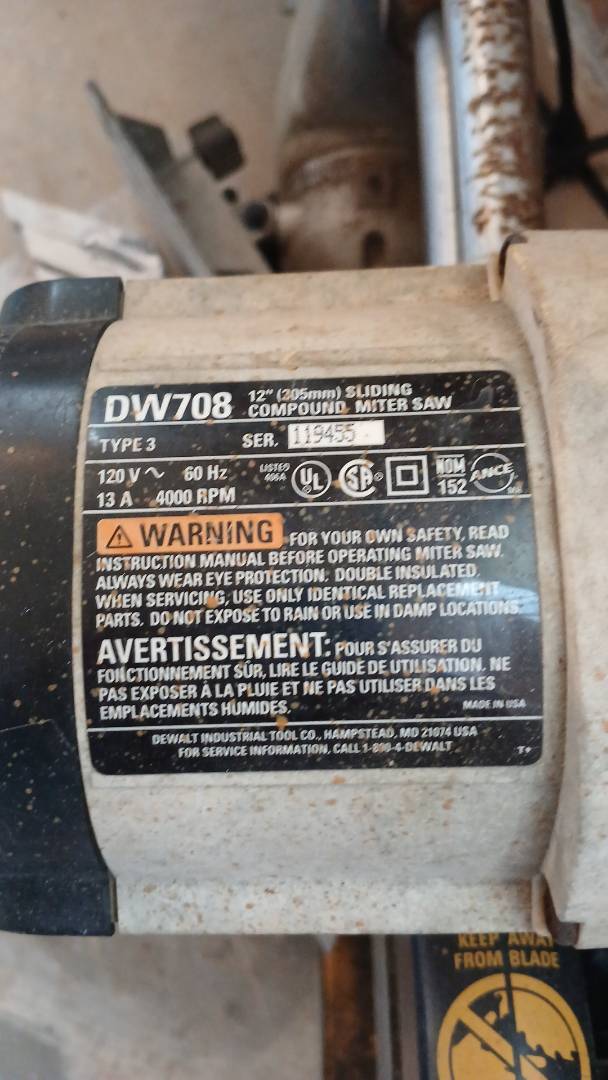 DW708 12" (305mm) SLIDING
COMPOUND MITER SAW
TYPE 3 SER. 119455
120 V ~ 60 Hz
13 A 4000 RPM
LISTED
UL SA NOM
152 ANCE
⚠ WARNING FOR YOUR OWN SAFETY, READ
INSTRUCTION MANUAL BEFORE OPERATING MITER SAW.
ALWAYS WEAR EYE PROTECTION. DOUBLE INSULATED.
WHEN SERVICING, USE ONLY IDENTICAL REPLACEMENT
PARTS. DO NOT EXPOSE TO RAIN OR USE IN DAMP LOCATIONS.
AVERTISSEMENT: POUR S'ASSURER DU
FONCTIONNEMENT SÛR, LIRE LE GUIDE DE UTILISATION. NE
PAS EXPOSER À LA PLUIE ET NE PAS UTILISER DANS LES
EMPLACEMENTS HUMIDES.
MADE IN USA
DEWALT INDUSTRIAL TOOL CO., HAMPSTEAD, MD 21074 USA
FOR SERVICE INFORMATION, CALL 1-800-4-DEWALT
T+
KEEP AWAY
FROM BLADE